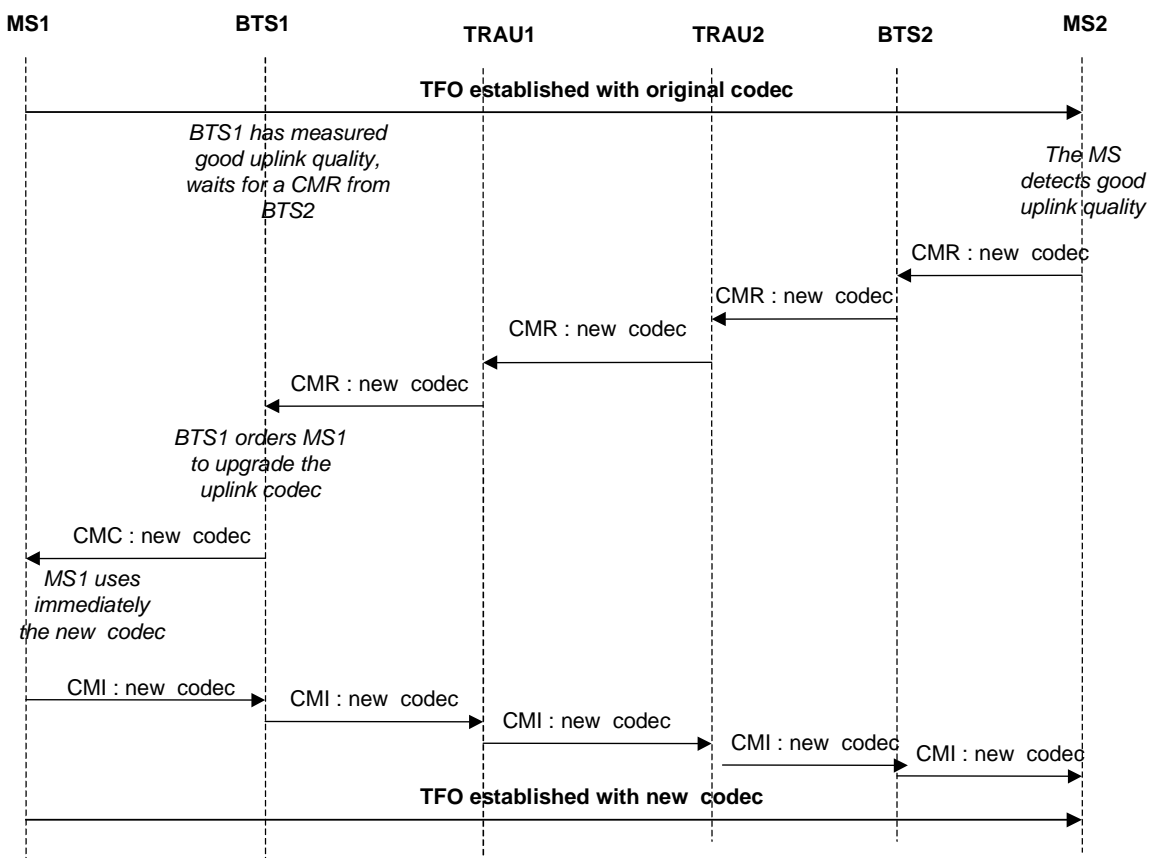 MS1 BTS1 TRAU1 TRAU2 BTS2 MS2
TFO established with original codec
BTS1 has measured
good uplink quality,
waits for a CMR from
BTS2
The MS
detects good
uplink quality
CMR : new codec
CMR : new codec
CMR : new codec
CMR : new codec
BTS1 orders MS1
to upgrade the
uplink codec
CMC : new codec
MS1 uses
immediately
the new codec
CMI : new codec
CMI : new codec
CMI : new codec
CMI : new codec
CMI : new codec
TFO established with new codec